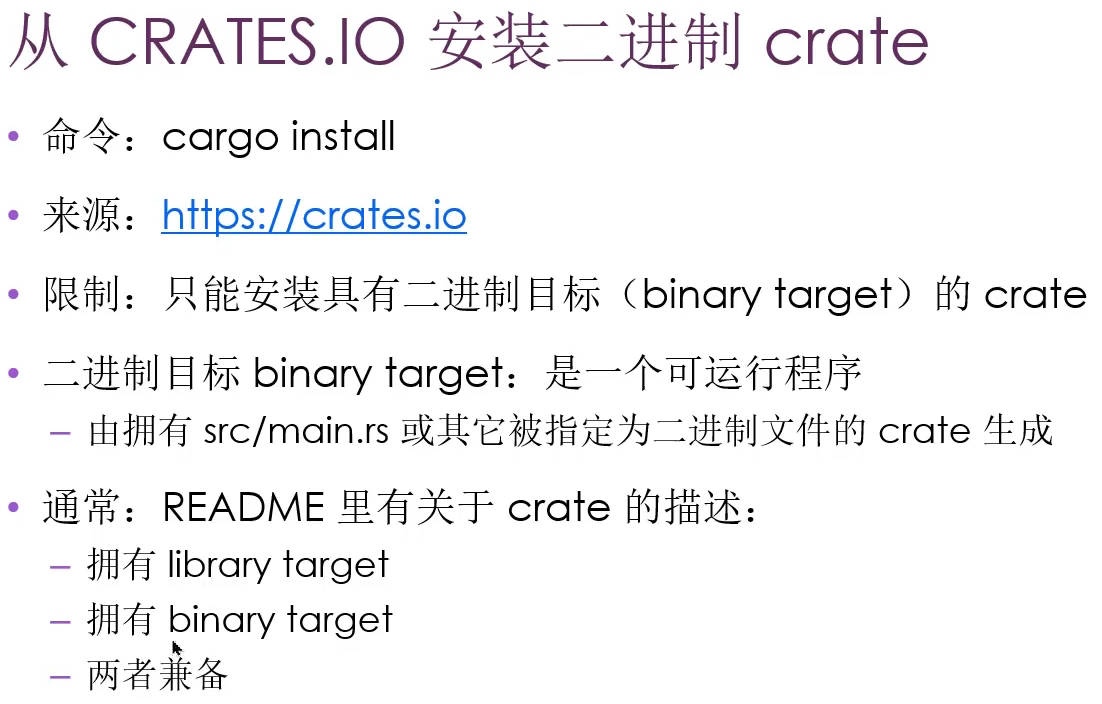 从 CRATES.IO 安装二进制 crate
• 命令：cargo install
• 来源：https://crates.io
• 限制：只能安装具有二进制目标（binary target）的 crate
• 二进制目标 binary target：是一个可运行程序
– 由拥有 src/main.rs 或其它被指定为二进制文件的 crate 生成
• 通常：README 里有关于 crate 的描述：
– 拥有 library target
– 拥有 binary target
– 两者兼备